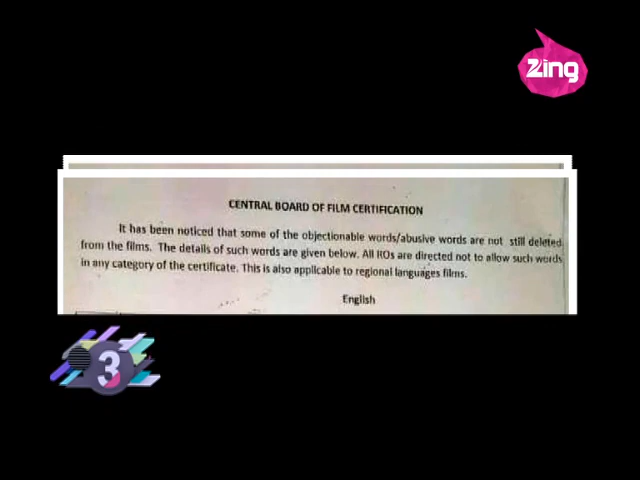 Zing
CENTRAL BOARD OF FILM CERTIFICATION
It has been noticed that some of the objectionable words/abusive words are not still deleted
from the films. The details of such words are given below. All ROs are directed not to allow such words
in any category of the certificate. This is also applicable to regional languages films.
English
3